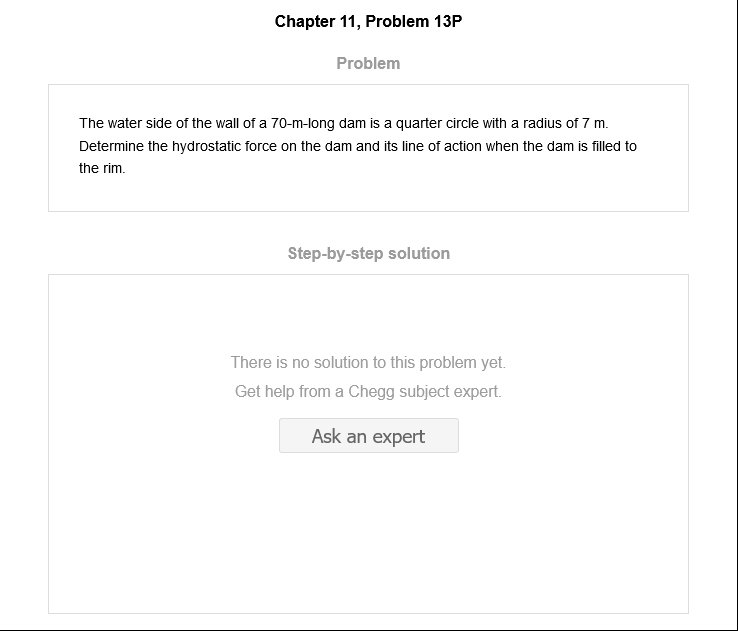 Chapter 11, Problem 13P
Problem
The water side of the wall of a 70-m-long dam is a quarter circle with a radius of 7 m.
Determine the hydrostatic force on the dam and its line of action when the dam is filled to
the rim.
Step-by-step solution
There is no solution to this problem yet.
Get help from a Chegg subject expert.
Ask an expert